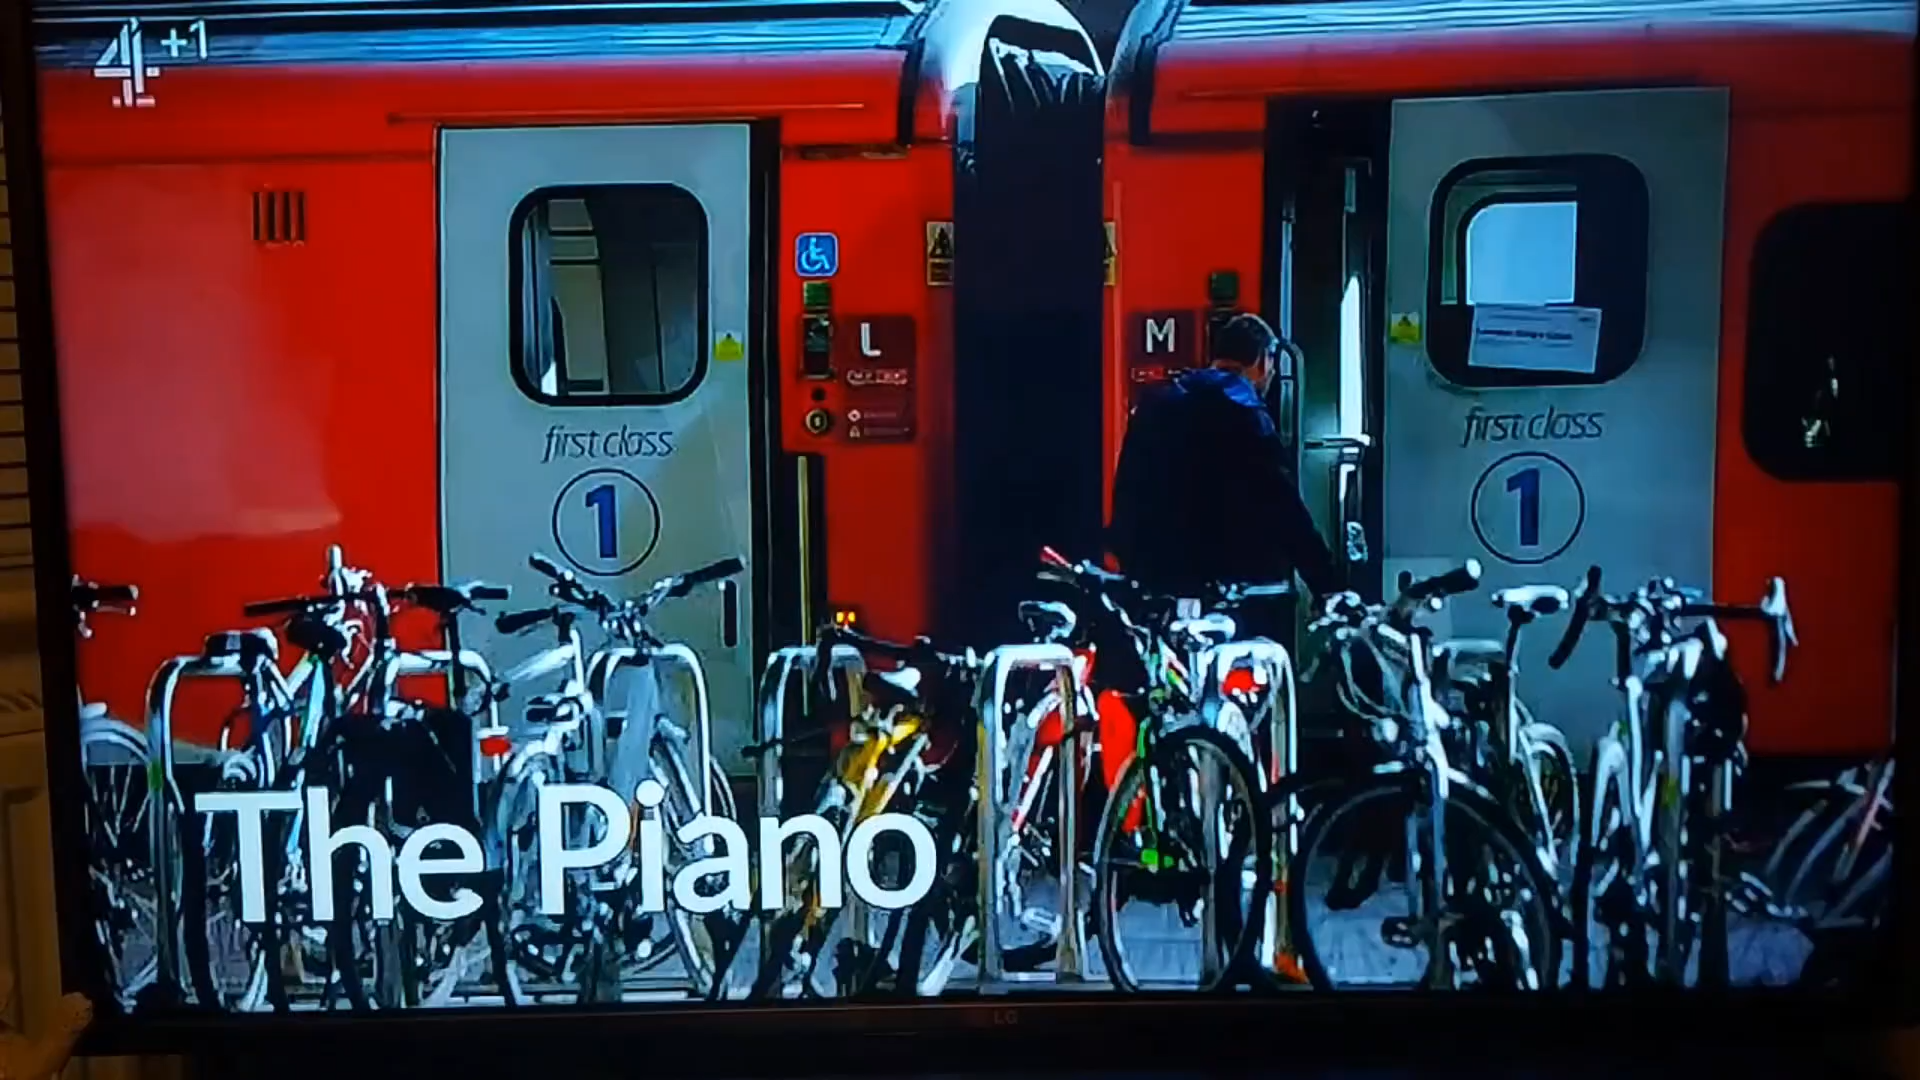 4+1
L
M
first class
1
first class
1
The Piano
LG